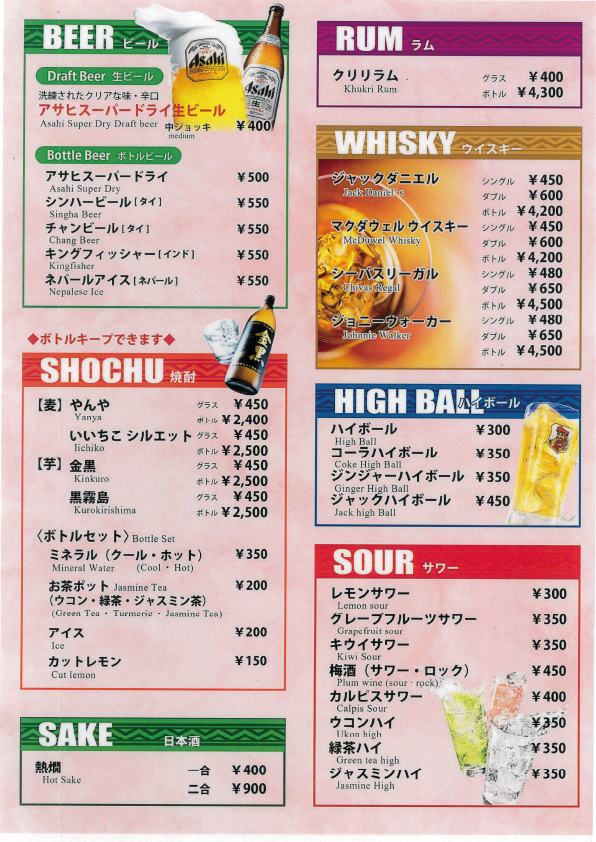 BEER ビール
Asahi
Asahi
生
Draft Beer 生ビール
洗練されたクリアな味・辛口
アサヒスーパードライ生ビール
Asahi Super Dry Draft beer 中ジョッキ ￥400
medium
Bottle Beer ボトルビール
アサヒスーパードライ ￥500
Asahi Super Dry
シンハービール [タイ] ￥550
Singha Beer
チャンビール [タイ] ￥550
Chang Beer
キングフィッシャー [インド] ￥550
Kingfisher
ネパールアイス [ネパール] ￥550
Nepalese Ice
◆ボトルキープできます◆
金黒
SHOCHU 焼酎
【麦】やんや グラス ￥450
Yanya
ボトル ￥2,400
いいちこ シルエット グラス ￥450
Iichiko
ボトル ￥2,500
【芋】金黒 グラス ￥450
Kinkuro
ボトル ￥2,500
黒霧島 グラス ￥450
Kurokirishima
ボトル ￥2,500
〈ボトルセット〉Bottle Set
ミネラル（クール・ホット） ￥350
Mineral Water (Cool・Hot)
お茶ポット Jasmine Tea ￥200
（ウコン・緑茶・ジャスミン茶）
(Green Tea・Turmeric・Jasmine Tea)
アイス ￥200
Ice
カットレモン ￥150
Cut lemon
SAKE 日本酒
熱燗 一合 ￥400
Hot Sake
二合 ￥900
RUM ラム
ククリラム グラス ￥400
Khukri Rum
ボトル ￥4,300
WHISKY ウイスキー
ジャックダニエル シングル ￥450
Jack Daniel's
ダブル ￥600
ボトル ￥4,200
マクダウェル ウイスキー シングル ￥450
McDuwel Whisky
ダブル ￥600
ボトル ￥4,200
シーバスリーガル シングル ￥480
Chivas Regal
ダブル ￥650
ボトル ￥4,500
ジョニーウォーカー シングル ￥480
Johnnie Walker
ダブル ￥650
ボトル ￥4,500
HIGH BALL ハイボール
ハイボール ￥300
High Ball
コーラハイボール ￥350
Coke High Ball
ジンジャーハイボール ￥350
Ginger High Ball
ジャックハイボール ￥450
Jack high Ball
SOUR サワー
レモンサワー ￥300
Lemon sour
グレープフルーツサワー ￥350
Grapefruit sour
キウイサワー ￥350
Kiwi Sour
梅酒（サワー・ロック） ￥450
Plum wine (sour・rock)
カルピスサワー ￥400
Calpis Sour
ウコンハイ ￥350
Ukon high
緑茶ハイ ￥350
Green tea high
ジャスミンハイ ￥350
Jasmine High